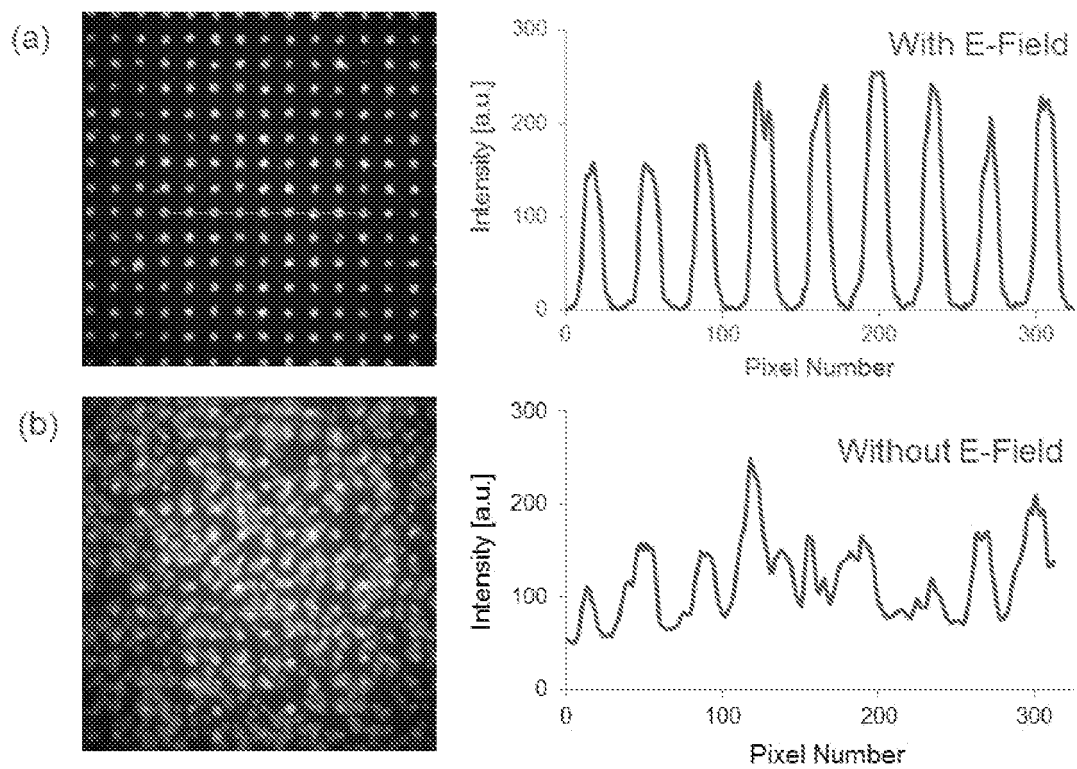 (a)
With E-Field
Intensity [a.u.]
300
200
100
0
0 100 200 300
Pixel Number
(b)
Without E-Field
Intensity [a.u.]
300
200
100
0
0 100 200 300
Pixel Number